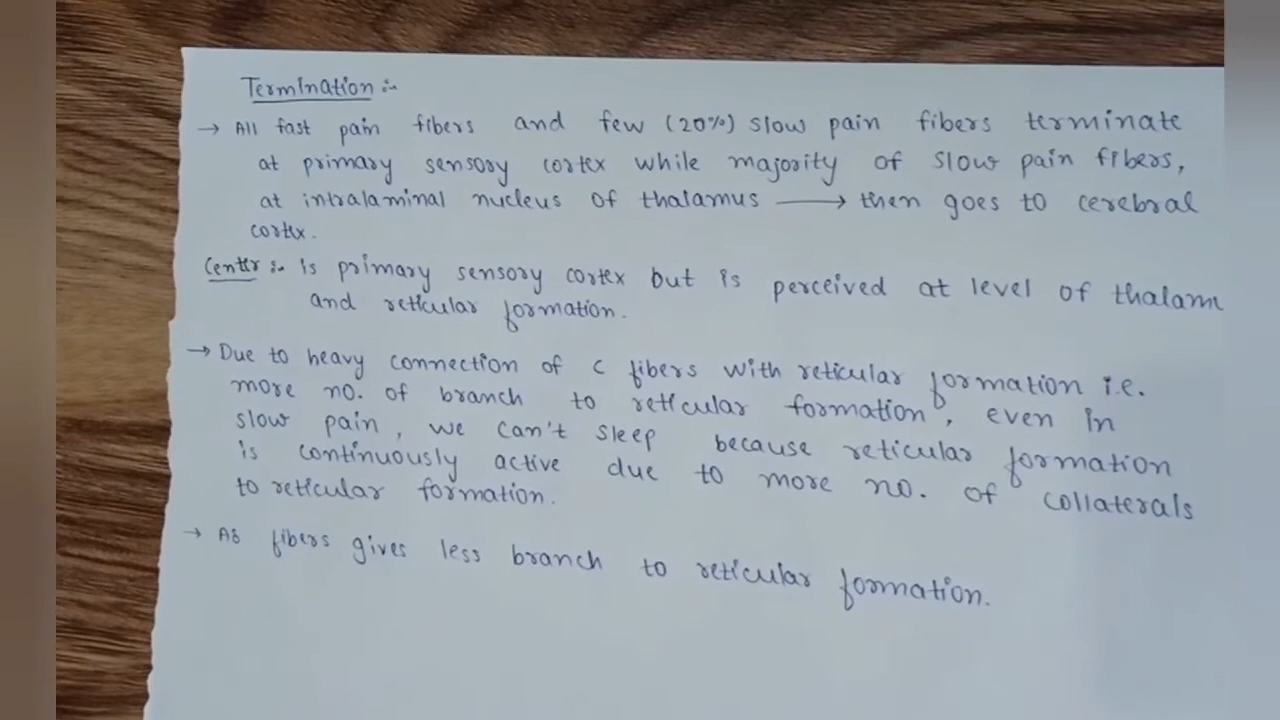 Termination :-
→ All fast pain fibers and few (20%) slow pain fibers terminate
at primary sensory cortex while majority of slow pain fibers,
at intralaminal nucleus of thalamus ⟶ then goes to cerebral
cortex.
Center :- is primary sensory cortex but is perceived at level of thalam
and reticular formation.
→ Due to heavy connection of C fibers with reticular formation i.e.
more no. of branch to reticular formation, even in
slow pain, we can't sleep because reticular formation
is continuously active due to more no. of collaterals
to reticular formation.
→ Aδ fibers gives less branch to reticular formation.